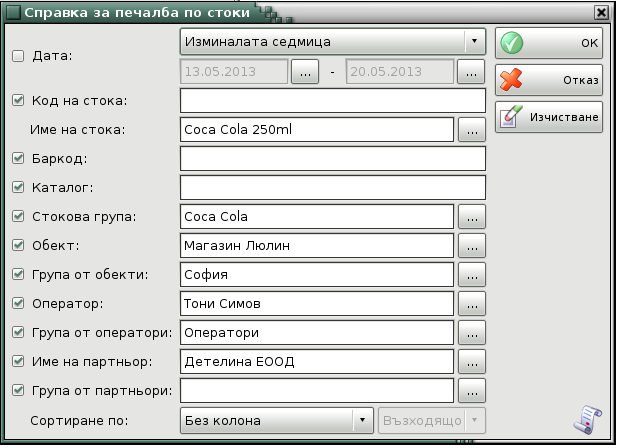 Справка за печалба по стоки
Дата: Изминалата седмица
13.05.2013 ... - 20.05.2013 ...
Код на стока:
Име на стока: Coca Cola 250ml ...
Баркод:
Каталог:
Стокова група: Coca Cola ...
Обект: Магазин Люлин ...
Група от обекти: София ...
Оператор: Тони Симов ...
Група от оператори: Оператори ...
Име на партньор: Детелина ЕООД ...
Група от партньори: ...
Сортиране по: Без колона Възходящо
OK
Отказ
Изчистване